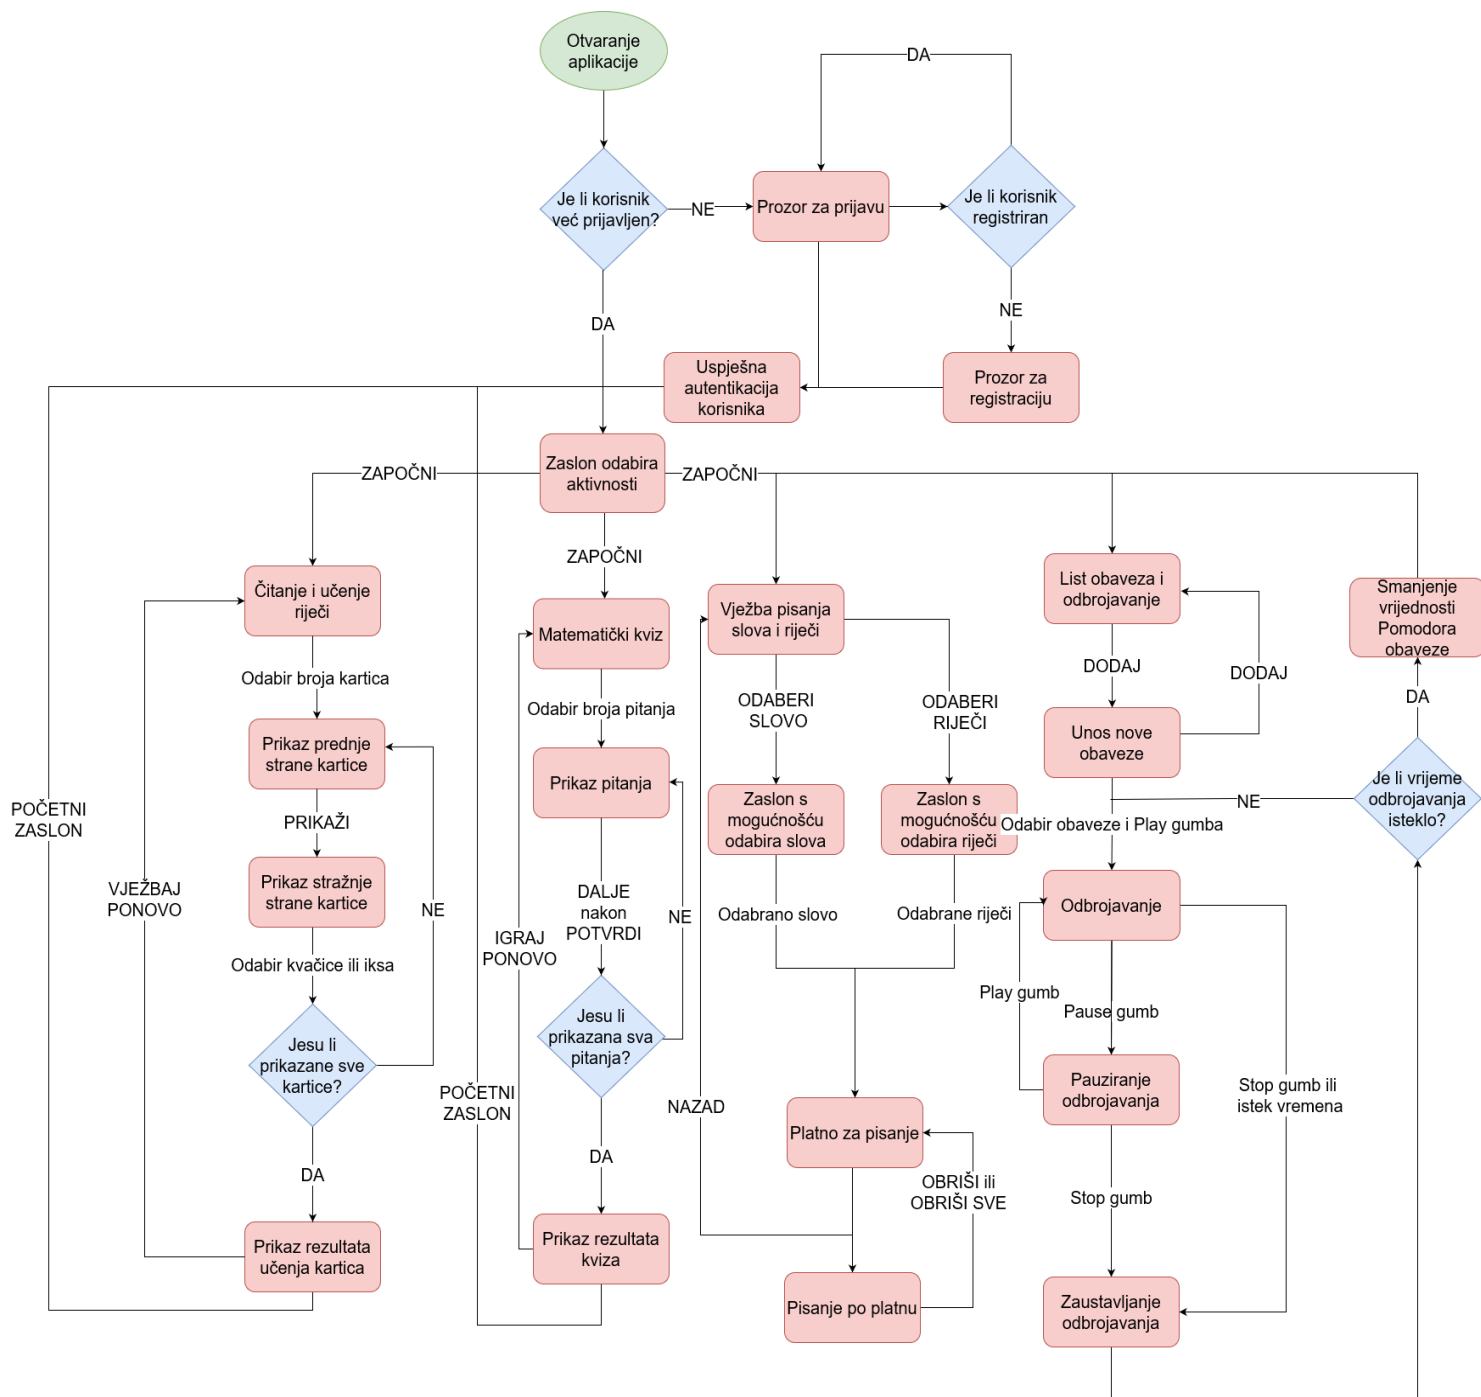 Otvaranje
aplikacije
DA
Je li korisnik
već prijavljen?
NE
Prozor za prijavu
Je li korisnik
registriran
DA
NE
Uspješna
autentikacija
korisnika
Prozor za
registraciju
Zaslon odabira
aktivnosti
ZAPOČNI
ZAPOČNI
ZAPOČNI
Čitanje i učenje
riječi
Odabir broja kartica
Prikaz prednje
strane kartice
PRIKAŽI
Prikaz stražnje
strane kartice
Odabir kvačice ili iksa
Jesu li
prikazane sve
kartice?
NE
DA
Prikaz rezultata
učenja kartica
VJEŽBAJ
PONOVO
POČETNI
ZASLON
Matematički kviz
Odabir broja pitanja
Prikaz pitanja
DALJE
nakon
POTVRDI
NE
Jesu li
prikazana sva
pitanja?
DA
Prikaz rezultata
kviza
IGRAJ
PONOVO
POČETNI
ZASLON
Vježba pisanja
slova i riječi
ODABERI
SLOVO
ODABERI
RIJEČI
Zaslon s
mogućnošću
odabira slova
Zaslon s
mogućnošću
odabira riječi
Odabrano slovo
Odabrane riječi
NAZAD
Platno za pisanje
OBRIŠI ili
OBRIŠI SVE
Pisanje po platnu
List obaveza i
odbrojavanje
DODAJ
DODAJ
Unos nove
obaveze
Odabir obaveze i Play gumba
NE
Odbrojavanje
Play gumb
Pause gumb
Pauziranje
odbrojavanja
Stop gumb ili
istek vremena
Stop gumb
Zaustavljanje
odbrojavanja
Smanjenje
vrijednosti
Pomodora
obaveze
DA
Je li vrijeme
odbrojavanja
isteklo?